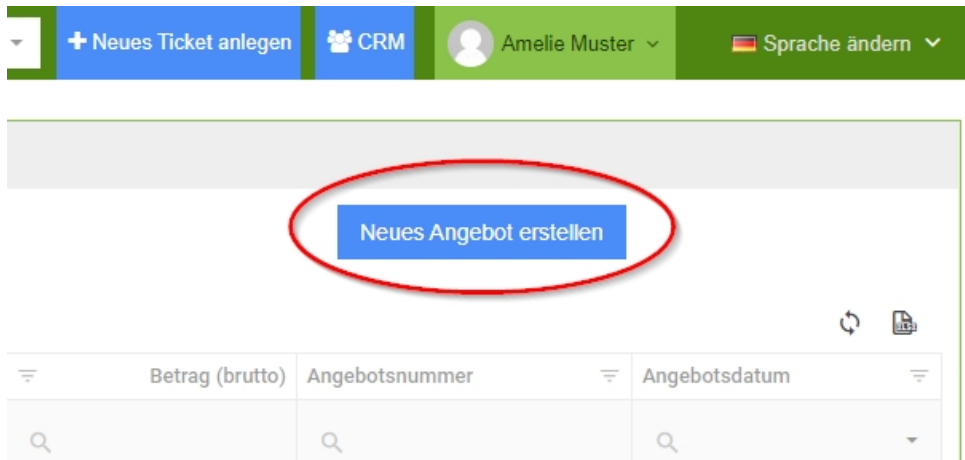 Neues Ticket anlegen CRM Amelie Muster Sprache ändern
Neues Angebot erstellen
Betrag (brutto) Angebotsnummer Angebotsdatum